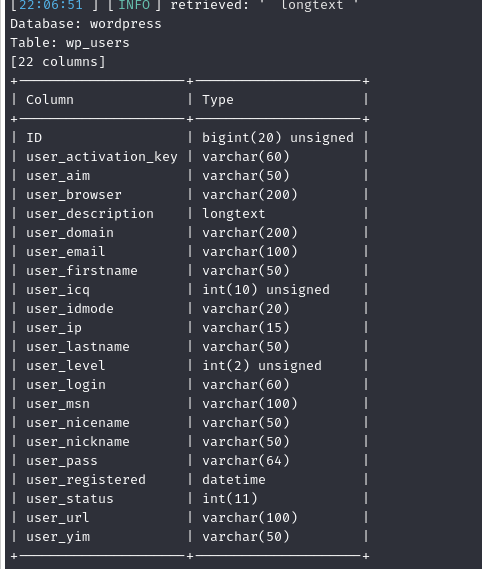 [22:06:51 ] [INFO] retrieved: ' longtext '
Database: wordpress
Table: wp_users
[22 columns]
+---------------------+---------------------+
| Column | Type |
+---------------------+---------------------+
| ID | bigint(20) unsigned |
| user_activation_key | varchar(60) |
| user_aim | varchar(50) |
| user_browser | varchar(200) |
| user_description | longtext |
| user_domain | varchar(200) |
| user_email | varchar(100) |
| user_firstname | varchar(50) |
| user_icq | int(10) unsigned |
| user_idmode | varchar(20) |
| user_ip | varchar(15) |
| user_lastname | varchar(50) |
| user_level | int(2) unsigned |
| user_login | varchar(60) |
| user_msn | varchar(100) |
| user_nicename | varchar(50) |
| user_nickname | varchar(50) |
| user_pass | varchar(64) |
| user_registered | datetime |
| user_status | int(11) |
| user_url | varchar(100) |
| user_yim | varchar(50) |
+---------------------+---------------------+